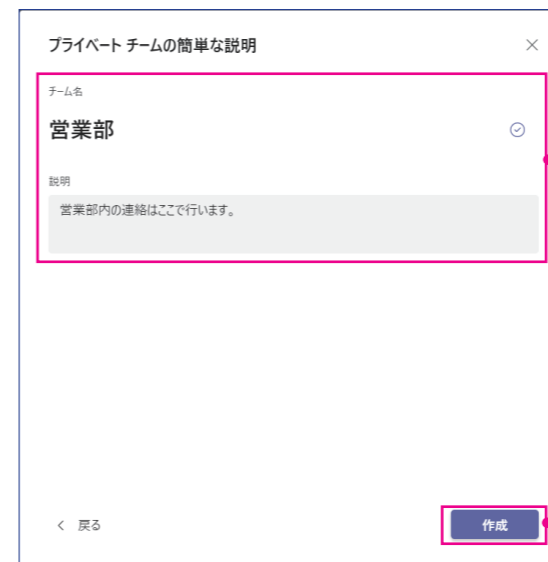 プライベート チームの簡単な説明
チーム名
営業部
説明
営業部内の連絡はここで行います。
戻る
作成